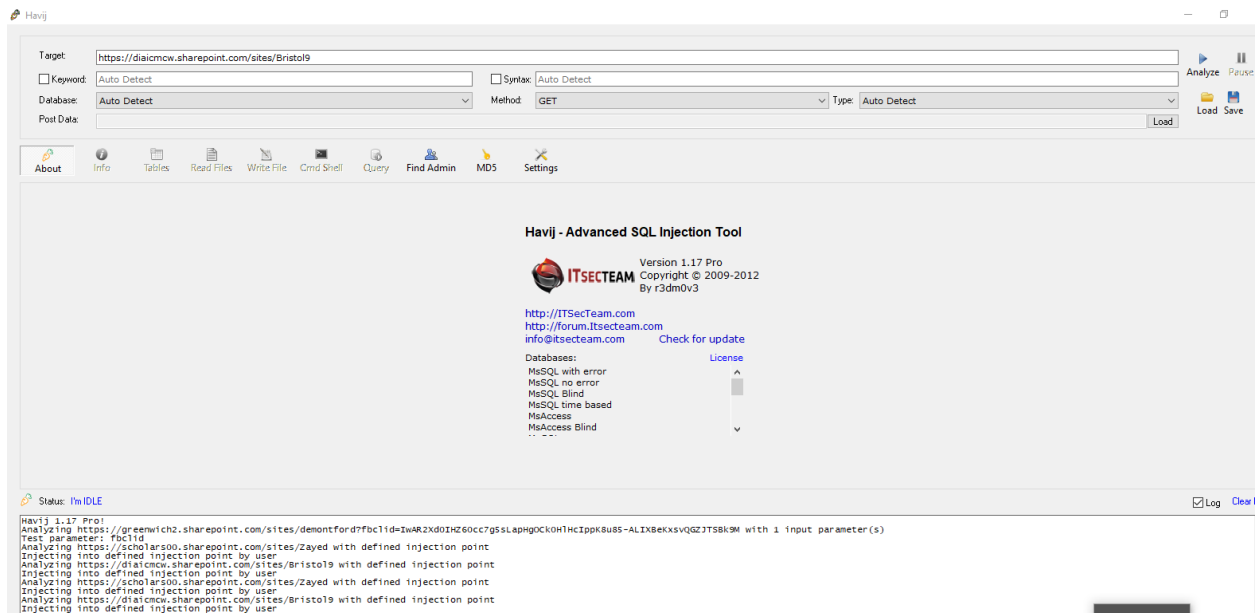 Havij
Target: https://diaicmcw.sharepoint.com/sites/Bristol9
Keyword: Auto Detect Syntax: Auto Detect
Analyze Pause
Database: Auto Detect Method: GET Type: Auto Detect
Load Save
Post Data: Load
About Info Tables Read Files Write File Cmd Shell Query Find Admin MD5 Settings
Havij - Advanced SQL Injection Tool
ITSECTEAM
Version 1.17 Pro
Copyright © 2009-2012
By r3dm0v3
http://ITSecTeam.com
http://forum.Itsecteam.com
info@itsecteam.com Check for update
Databases: License
MsSQL with error
MsSQL no error
MsSQL Blind
MsSQL time based
MsAccess
MsAccess Blind
Status: I'm IDLE
Log Clear
Havij 1.17 Pro!
Analyzing https://greenwich2.sharepoint.com/sites/demontford?fbclid=IwAR2XdOIHZ6Occ7g5sLapHgOCkOHlHcIppK8u85-ALIXBeKxsvQGZJTSBk9M with 1 input parameter(s)
Test parameter: fbclid
Analyzing https://scholars00.sharepoint.com/sites/Zayed with defined injection point
Injecting into defined injection point by user
Analyzing https://diaicmcw.sharepoint.com/sites/Bristol9 with defined injection point
Injecting into defined injection point by user
Analyzing https://scholars00.sharepoint.com/sites/Zayed with defined injection point
Injecting into defined injection point by user
Analyzing https://diaicmcw.sharepoint.com/sites/Bristol9 with defined injection point
Injecting into defined injection point by user